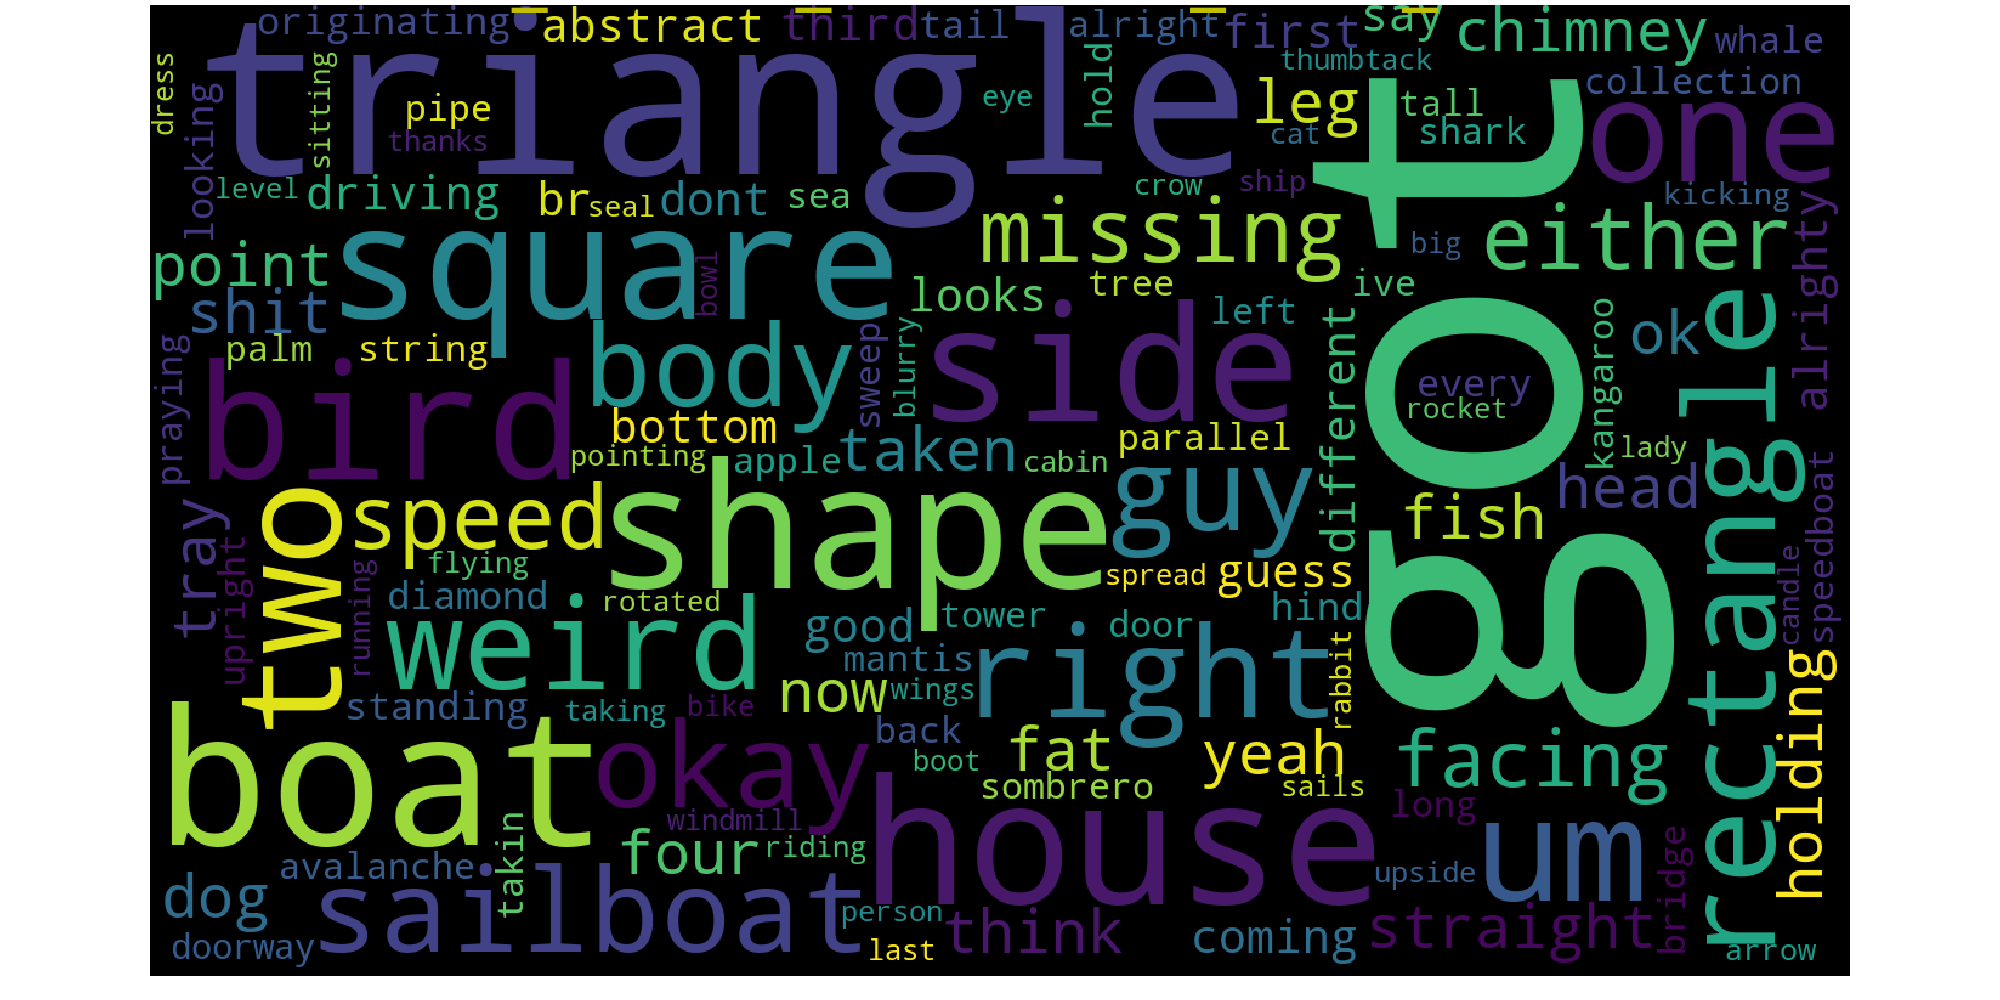 originating
abstract
third
tail
alright
first
say
chimney
whale
dress
looking
sitting
pipe
thanks
triangle
eye
hold
thumbtack
leg
cat
tall
shark
collection
one
level
driving
br
seal
dont
sea
crow
ship
got
kicking
alrighty
point
square
missing
big
either
shit
bowl
looks
tree
left
ive
ok
palm
string
body
sweep
blurry
side
different
every
rocket
kangaroo
rectangle
praying
bird
bottom
pointing
apple
taken
cabin
parallel
lady
head
fish
speedboat
tray
upright
two
speed
shape
guy
flying
running
diamond
rotated
spread
guess
candle
weird
good
tower
door
hind
mantis
right
rabbit
now
wings
standing
taking
bike
back
holding
boat
okay
boot
fat
yeah
facing
sombrero
sails
windmill
house
long
um
takin
four
riding
avalanche
upside
bridge
dog
sailboat
person
think
coming
straight
doorway
last
arrow